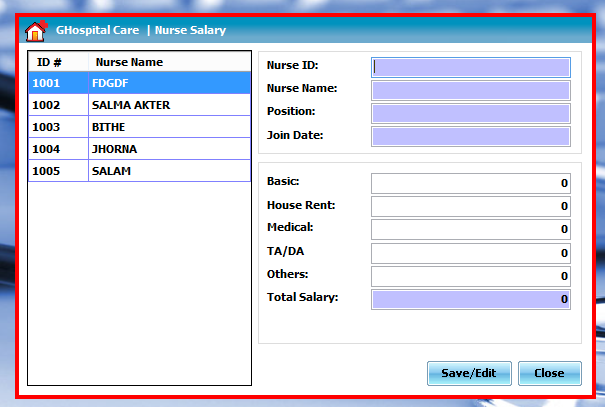 GHospital Care | Nurse Salary
ID # Nurse Name
1001 FDGDF
1002 SALMA AKTER
1003 BITHE
1004 JHORNA
1005 SALAM
Nurse ID:
Nurse Name:
Position:
Join Date:
Basic: 0
House Rent: 0
Medical: 0
TA/DA 0
Others: 0
Total Salary: 0
Save/Edit Close